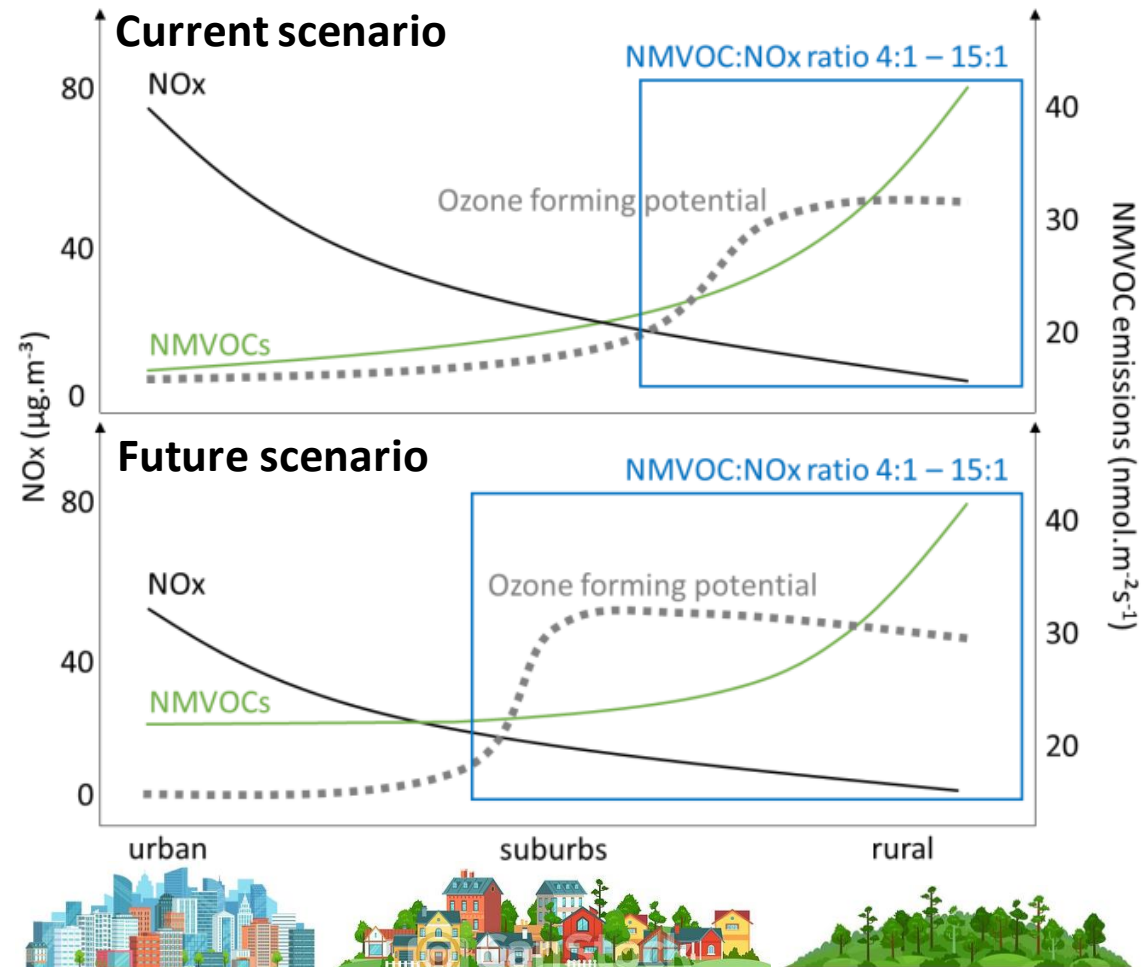 Current scenario
NMVOC:NOx ratio 4:1 – 15:1
80
NOx
40
Ozone forming potential
30
40
NMVOCs
20
0
NOx (µg.m⁻³)
NMVOC emissions (nmol.m⁻²s⁻¹)
Future scenario
NMVOC:NOx ratio 4:1 – 15:1
80
40
NOx
Ozone forming potential
40
30
NMVOCs
20
0
urban
suburbs
rural